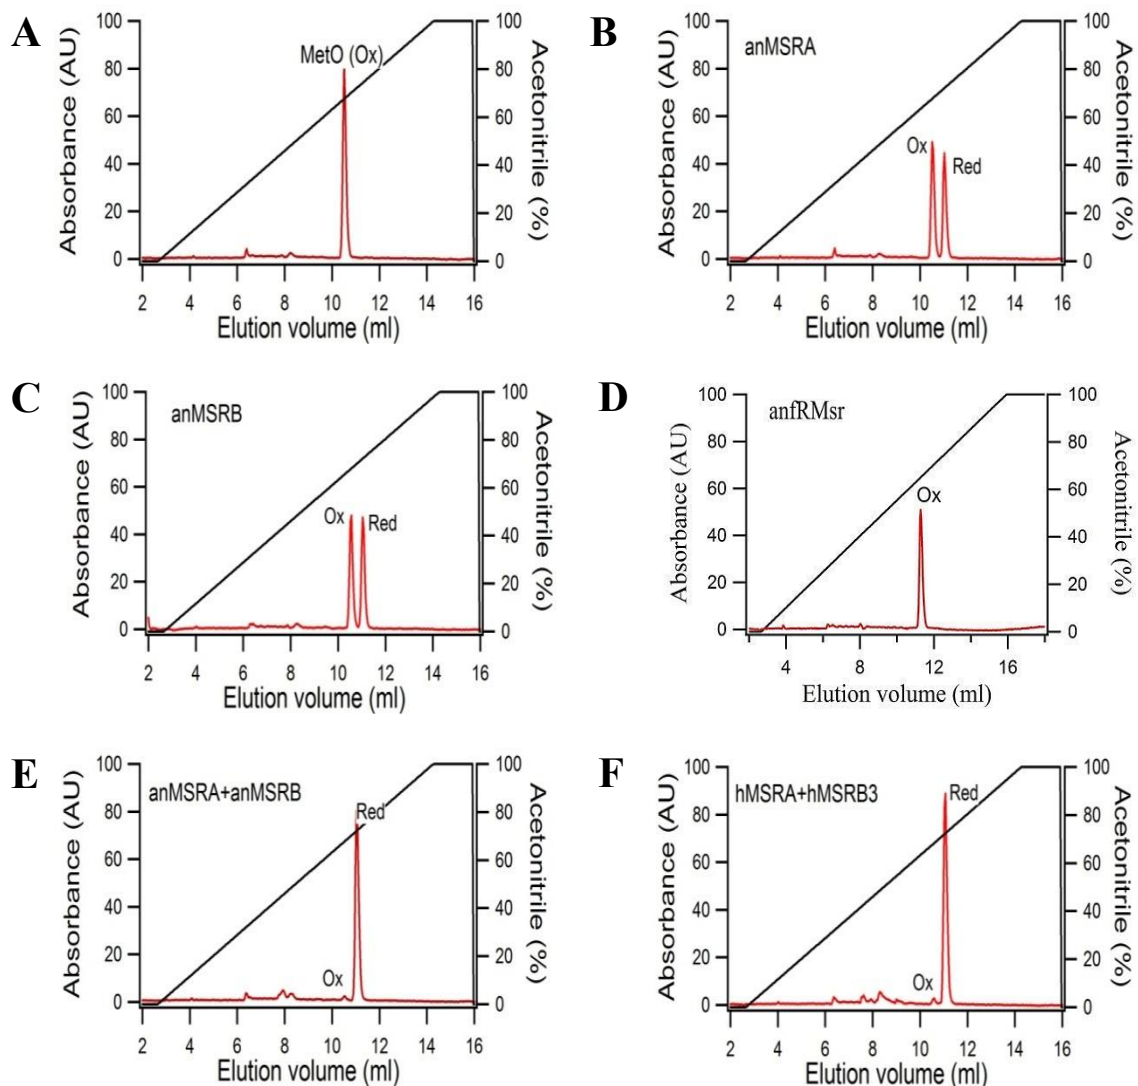 A
Absorbance (AU)
100
80
60
40
20
0
MetO (Ox)
100
80
60
40
20
0
Acetonitrile (%)
2 4 6 8 10 12 14 16
Elution volume (ml)
B
Absorbance (AU)
100
80
60
40
20
0
anMSRA
Ox
Red
100
80
60
40
20
0
Acetonitrile (%)
2 4 6 8 10 12 14 16
Elution volume (ml)
C
Absorbance (AU)
100
80
60
40
20
0
anMSRB
Ox
Red
100
80
60
40
20
0
Acetonitrile (%)
2 4 6 8 10 12 14 16
Elution volume (ml)
D
Absorbance (AU)
100
80
60
40
20
0
anfRMsr
Ox
100
80
60
40
20
0
Acetonitrile (%)
4 8 12 16
Elution volume (ml)
E
Absorbance (AU)
100
80
60
40
20
0
anMSRA+anMSRB
Red
Ox
100
80
60
40
20
0
Acetonitrile (%)
2 4 6 8 10 12 14 16
Elution volume (ml)
F
Absorbance (AU)
100
80
60
40
20
0
hMSRA+hMSRB3
Red
Ox
100
80
60
40
20
0
Acetonitrile (%)
2 4 6 8 10 12 14 16
Elution volume (ml)